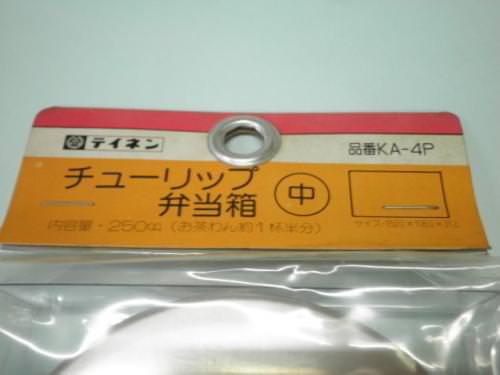 テイネン
品番KA-4P
チューリップ
弁当箱
中
内容量・250cc（お茶わん約1杯半分）